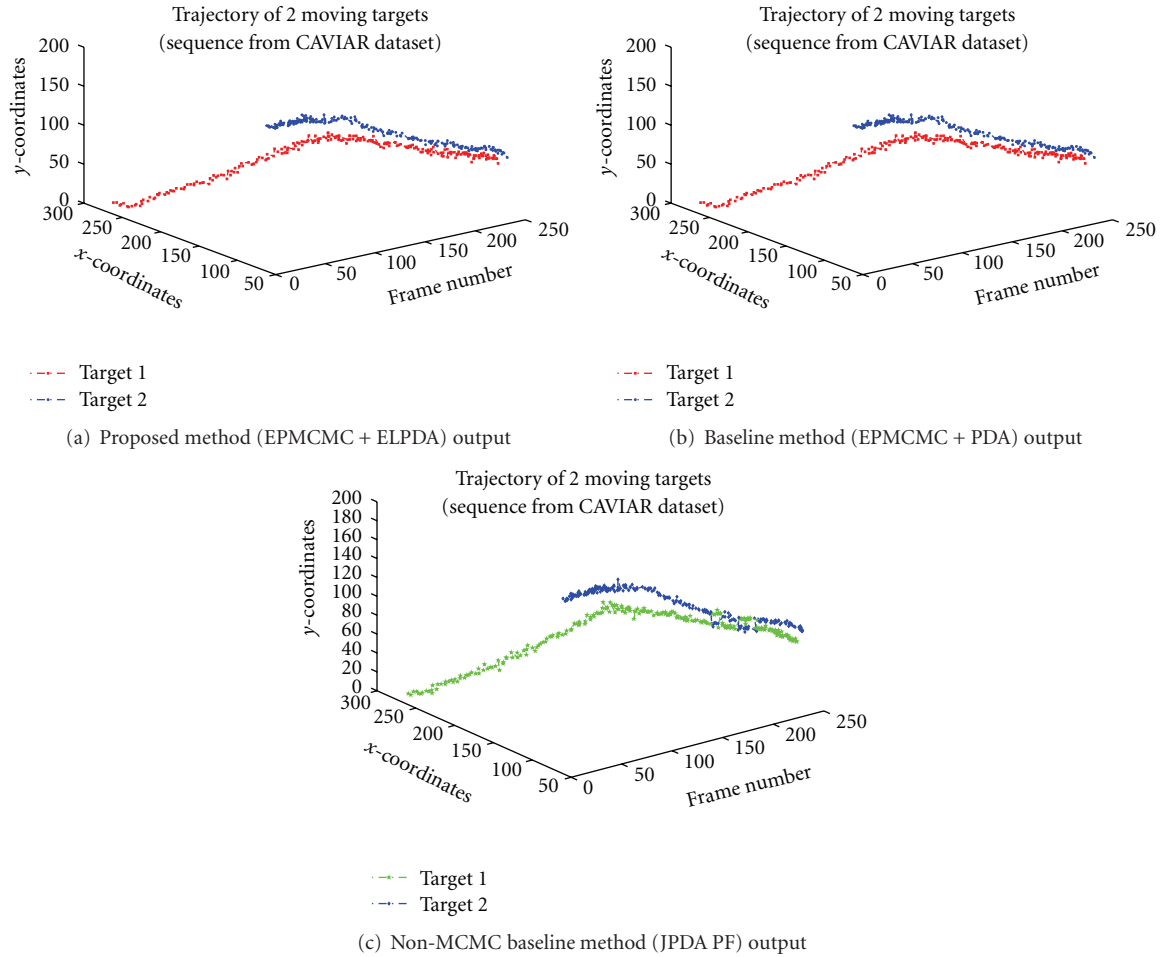 Trajectory of 2 moving targets
(sequence from CAVIAR dataset)
200
150
100
50
0
y-coordinates
300
250
200
150
100
50
x-coordinates
0
50
100
150
200
250
Frame number
Target 1
Target 2
(a) Proposed method (EPMCMC + ELPDA) output
Trajectory of 2 moving targets
(sequence from CAVIAR dataset)
200
150
100
50
0
y-coordinates
300
250
200
150
100
50
x-coordinates
0
50
100
150
200
250
Frame number
Target 1
Target 2
(b) Baseline method (EPMCMC + PDA) output
Trajectory of 2 moving targets
(sequence from CAVIAR dataset)
200
180
160
140
120
100
80
60
40
20
0
y-coordinates
300
250
200
150
100
50
x-coordinates
0
50
100
150
200
250
Frame number
Target 1
Target 2
(c) Non-MCMC baseline method (JPDA PF) output